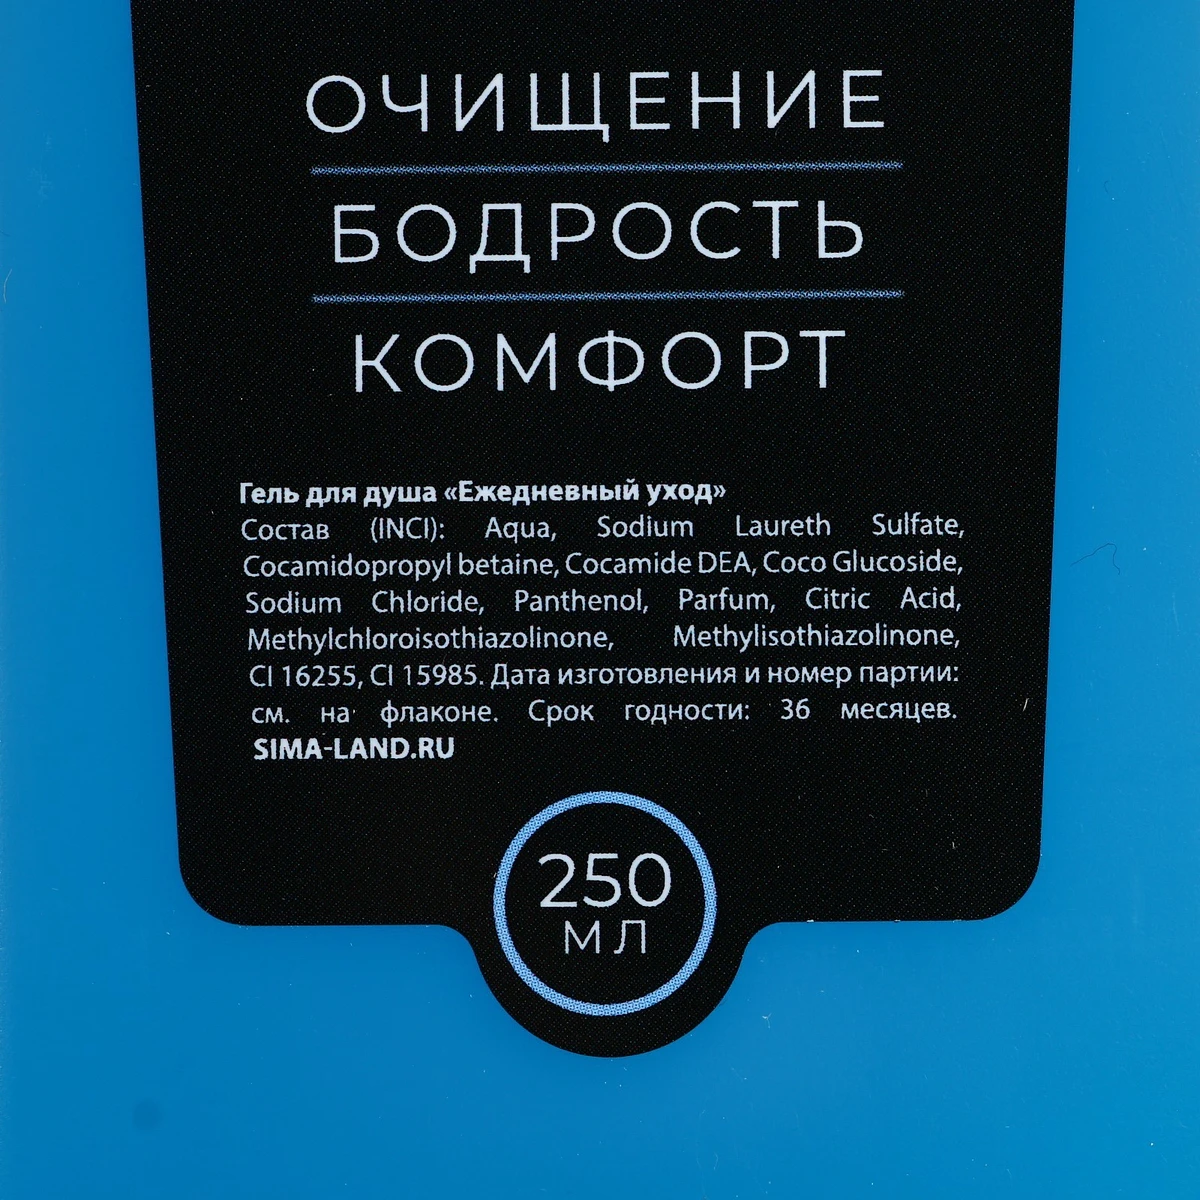 ОЧИЩЕНИЕ
БОДРОСТЬ
КОМФОРТ
Гель для душа «Ежедневный уход»
Состав (INCI): Aqua, Sodium Laureth Sulfate,
Cocamidopropyl betaine, Cocamide DEA, Coco Glucoside,
Sodium Chloride, Panthenol, Parfum, Citric Acid,
Methylchloroisothiazolinone, Methylisothiazolinone,
CI 16255, CI 15985. Дата изготовления и номер партии:
см. на флаконе. Срок годности: 36 месяцев.
SIMA-LAND.RU
250
МЛ